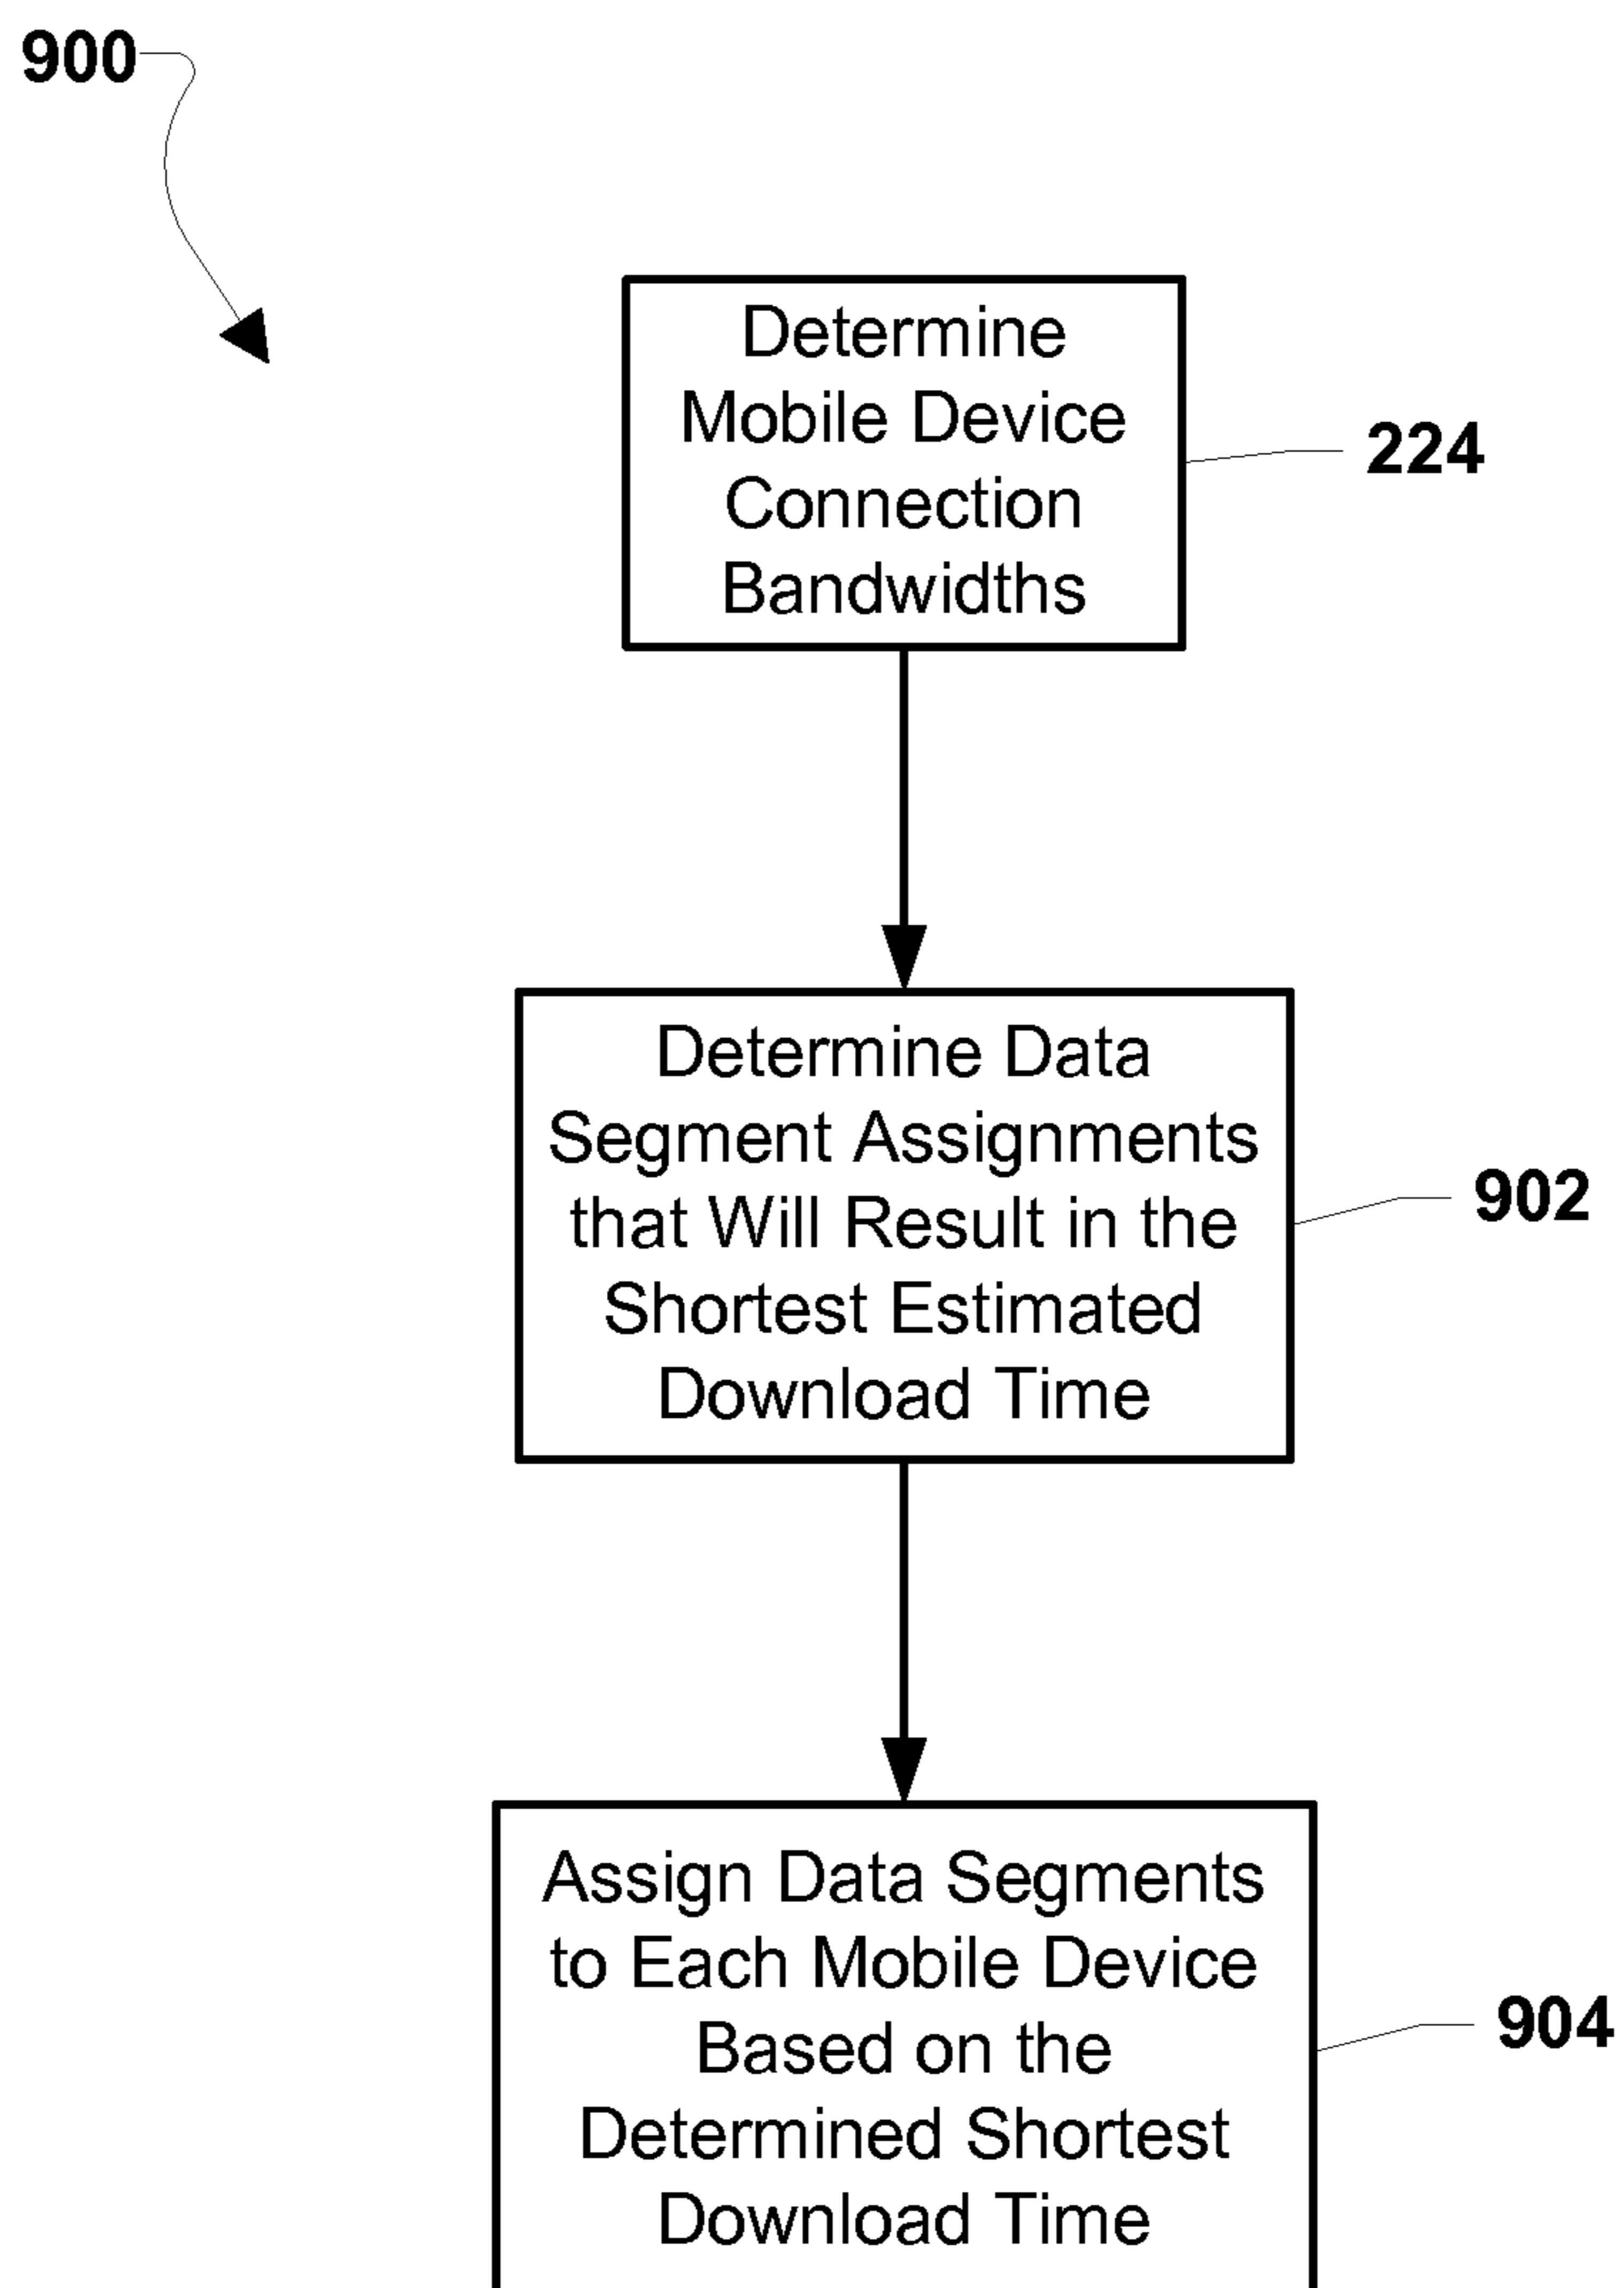 900
Determine
Mobile Device
Connection
Bandwidths
224
Determine Data
Segment Assignments
that Will Result in the
Shortest Estimated
Download Time
902
Assign Data Segments
to Each Mobile Device
Based on the
Determined Shortest
Download Time
904